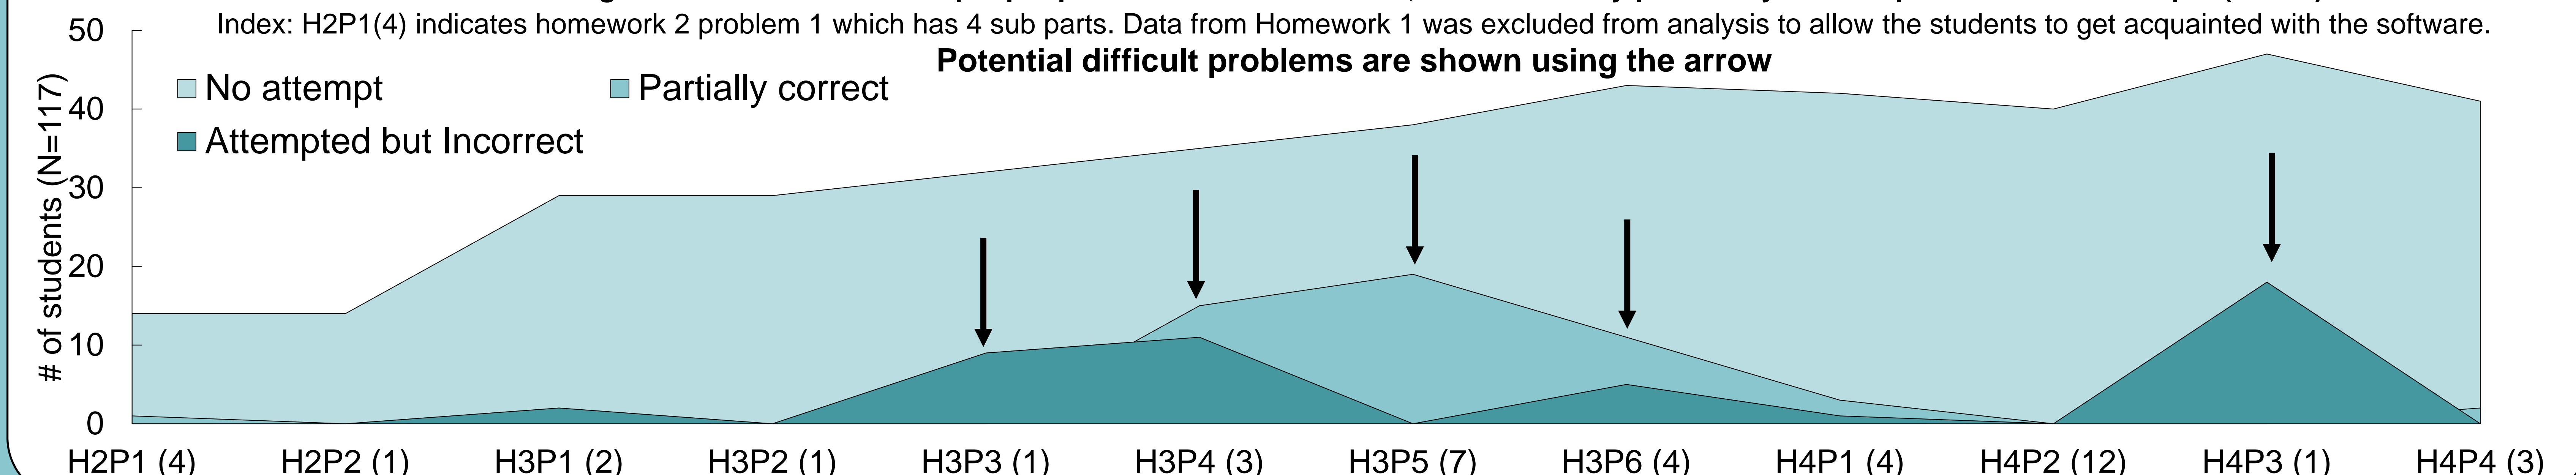 Index: H2P1(4) indicates homework 2 problem 1 which has 4 sub parts. Data from Homework 1 was excluded from analysis to allow the students to get acquainted with the software.
Potential difficult problems are shown using the arrow
No attempt
Partially correct
Attempted but Incorrect
# of students (N=117)
50
40
30
20
10
0
H2P1 (4) H2P2 (1) H3P1 (2) H3P2 (1) H3P3 (1) H3P4 (3) H3P5 (7) H3P6 (4) H4P1 (4) H4P2 (12) H4P3 (1) H4P4 (3)